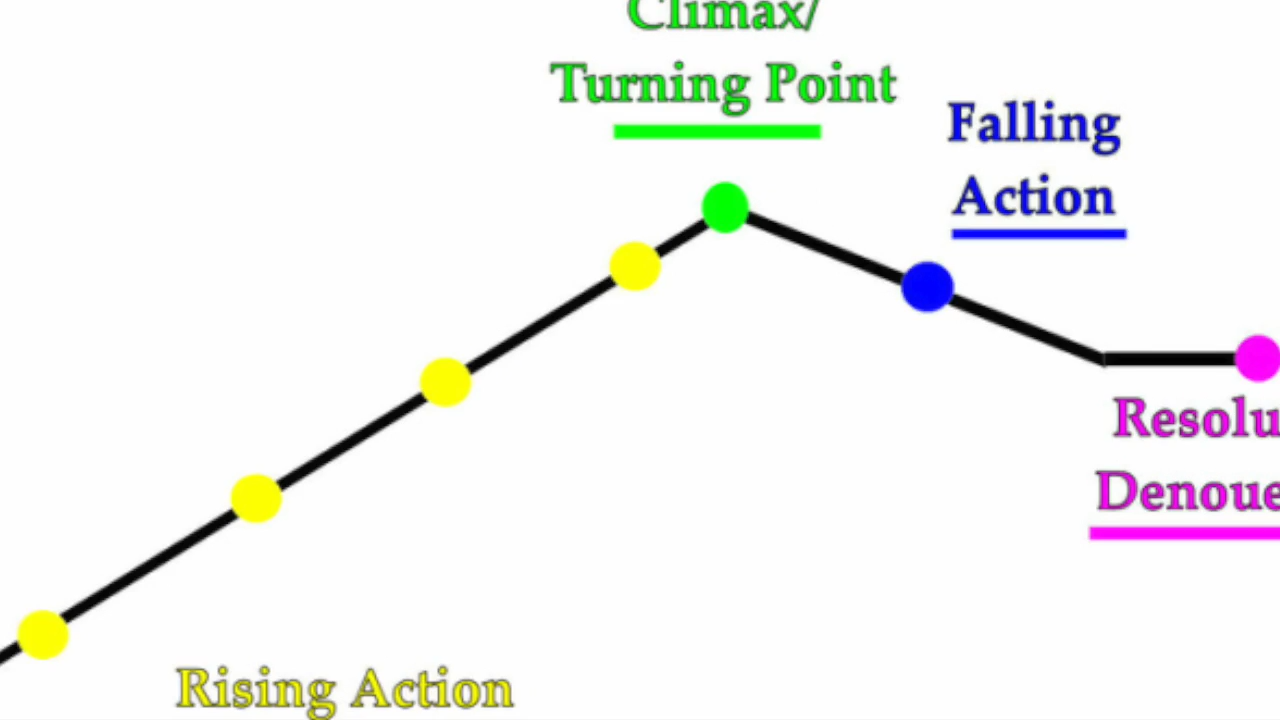 Climax/
Turning Point
Falling
Action
Resolu
Denoue
Rising Action